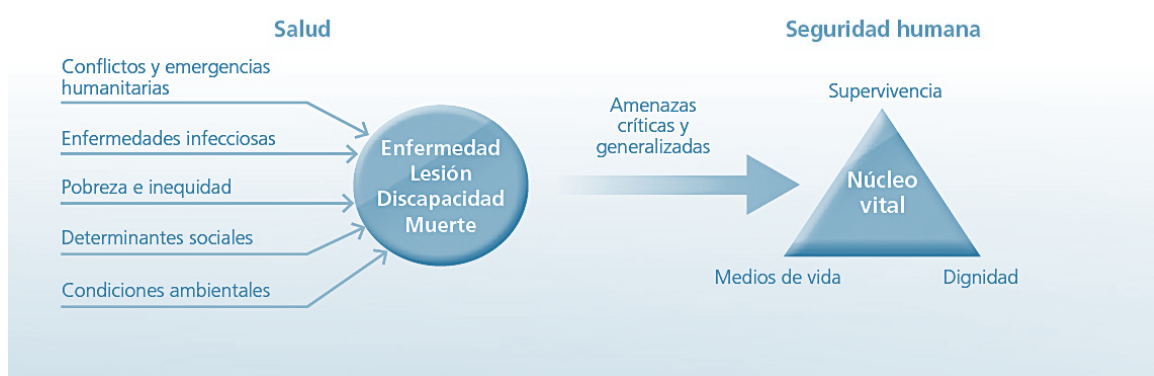 Salud
Conflictos y emergencias
humanitarias
Enfermedades infecciosas
Pobreza e inequidad
Determinantes sociales
Condiciones ambientales
Enfermedad
Lesión
Discapacidad
Muerte
Amenazas
críticas y
generalizadas
Seguridad humana
Supervivencia
Núcleo
vital
Medios de vida
Dignidad